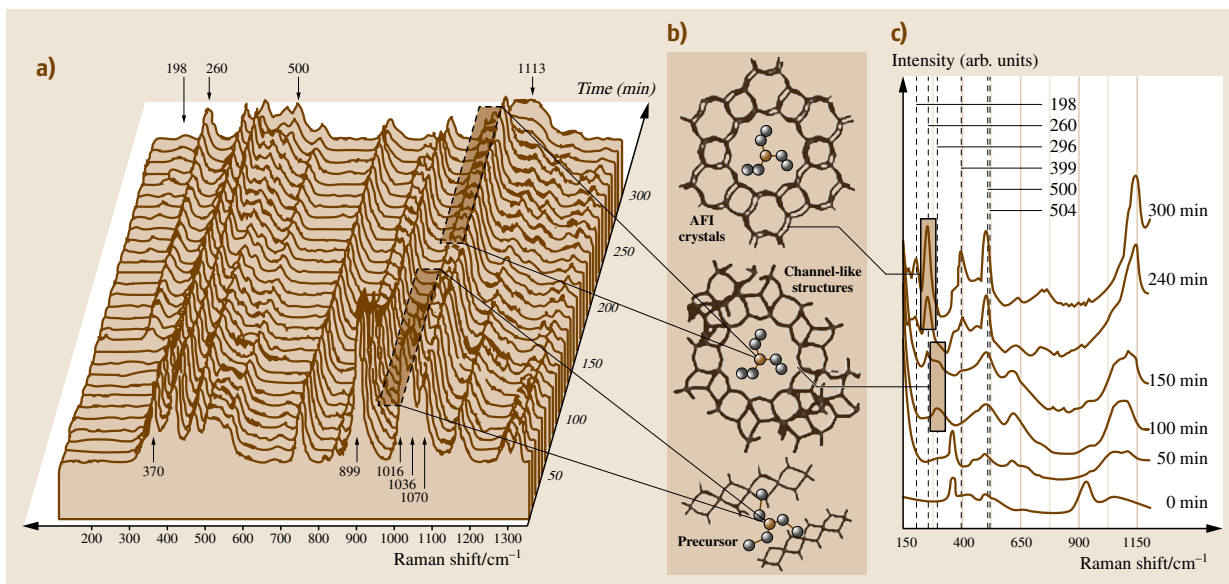 a)
198
260
500
1113
Time (min)
300
250
200
150
100
50
370
899
1016
1036
1070
200 300 400 500 600 700 800 900 1000 1100 1200 1300
Raman shift/cm⁻¹
b)
AFI
crystals
Channel-like
structures
Precursor
c)
Intensity (arb. units)
198
260
296
399
500
504
300 min
240 min
150 min
100 min
50 min
0 min
150 400 650 900 1150
Raman shift/cm⁻¹